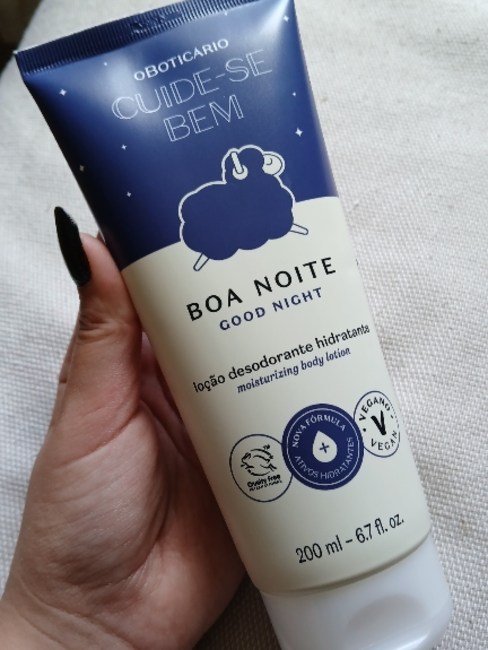 oBOTICÁRIO
CUIDE-SE
BEM
BOA NOITE
GOOD NIGHT
loção desodorante hidratante
moisturizing body lotion
Cruelty Free
NOVA FÓRMULA
ATIVOS HIDRATANTES
VEGANO
V
VEGAN
200 ml – 6.7 fl. oz.